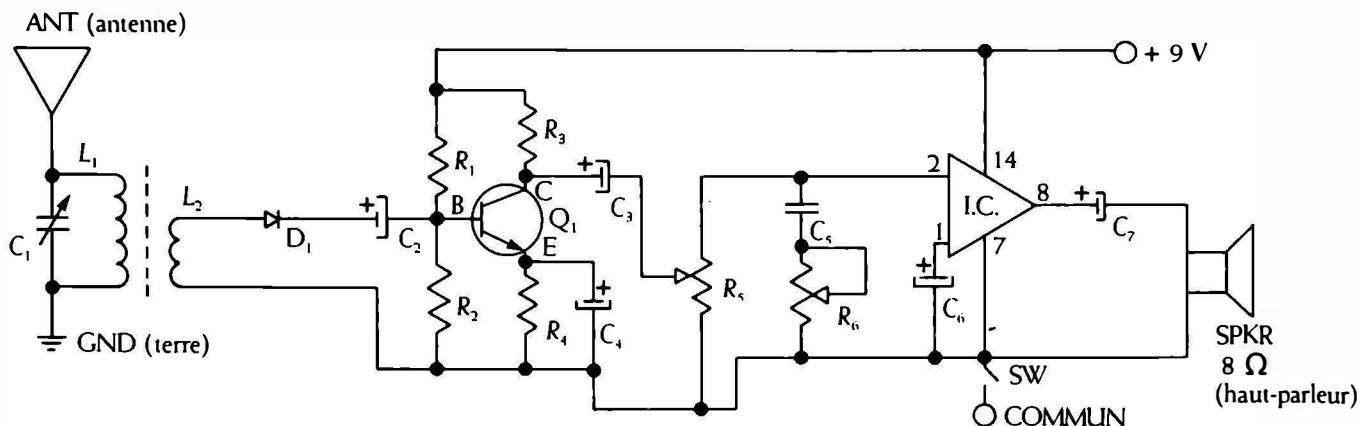 ANT (antenne)
+ 9 V
L₁
R₃
R₁
+
14
2
L₂
C
C₃
I.C.
8
+
B
Q₁
C₅
1
C₇
C₁
D₁
+
C₂
E
7
+
R₅
+
R₂
R₄
C₄
R₆
C₆
GND (terre)
SPKR
8 Ω
(haut-parleur)
SW
COMMUN